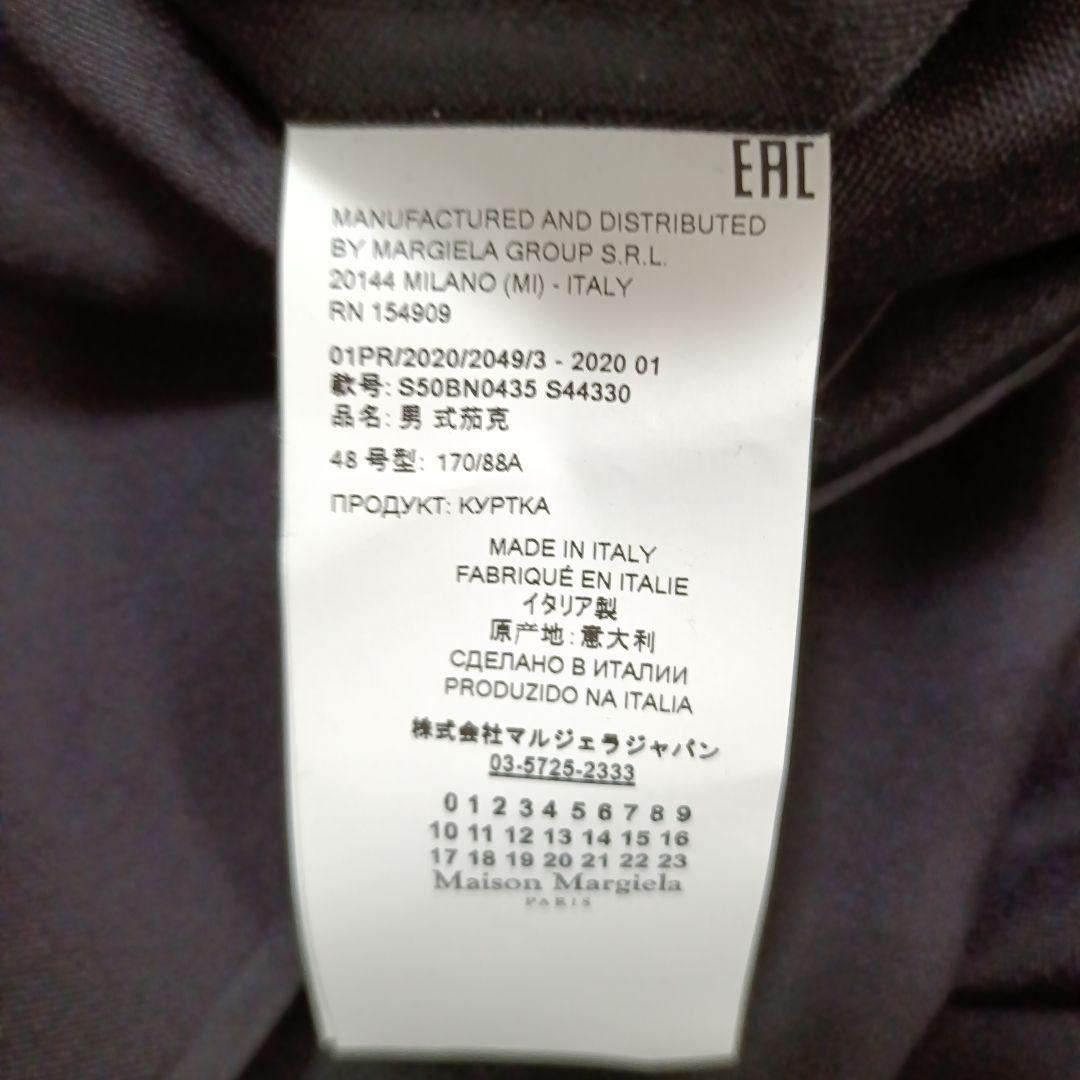 EAC
MANUFACTURED AND DISTRIBUTED
BY MARGIELA GROUP S.R.L.
20144 MILANO (MI) - ITALY
RN 154909
01PR/2020/2049/3 - 2020 01
款号: S50BN0435 S44330
品名: 男 式茄克
48 号型: 170/88A
ПРОДУКТ: КУРТКА
MADE IN ITALY
FABRIQUÉ EN ITALIE
イタリア製
原产地: 意大利
СДЕЛАНО В ИТАЛИИ
PRODUZIDO NA ITALIA
株式会社マルジェラジャパン
03-5725-2333
0 1 2 3 4 5 6 7 8 9
10 11 12 13 14 15 16
17 18 19 20 21 22 23
Maison Margiela
PARIS